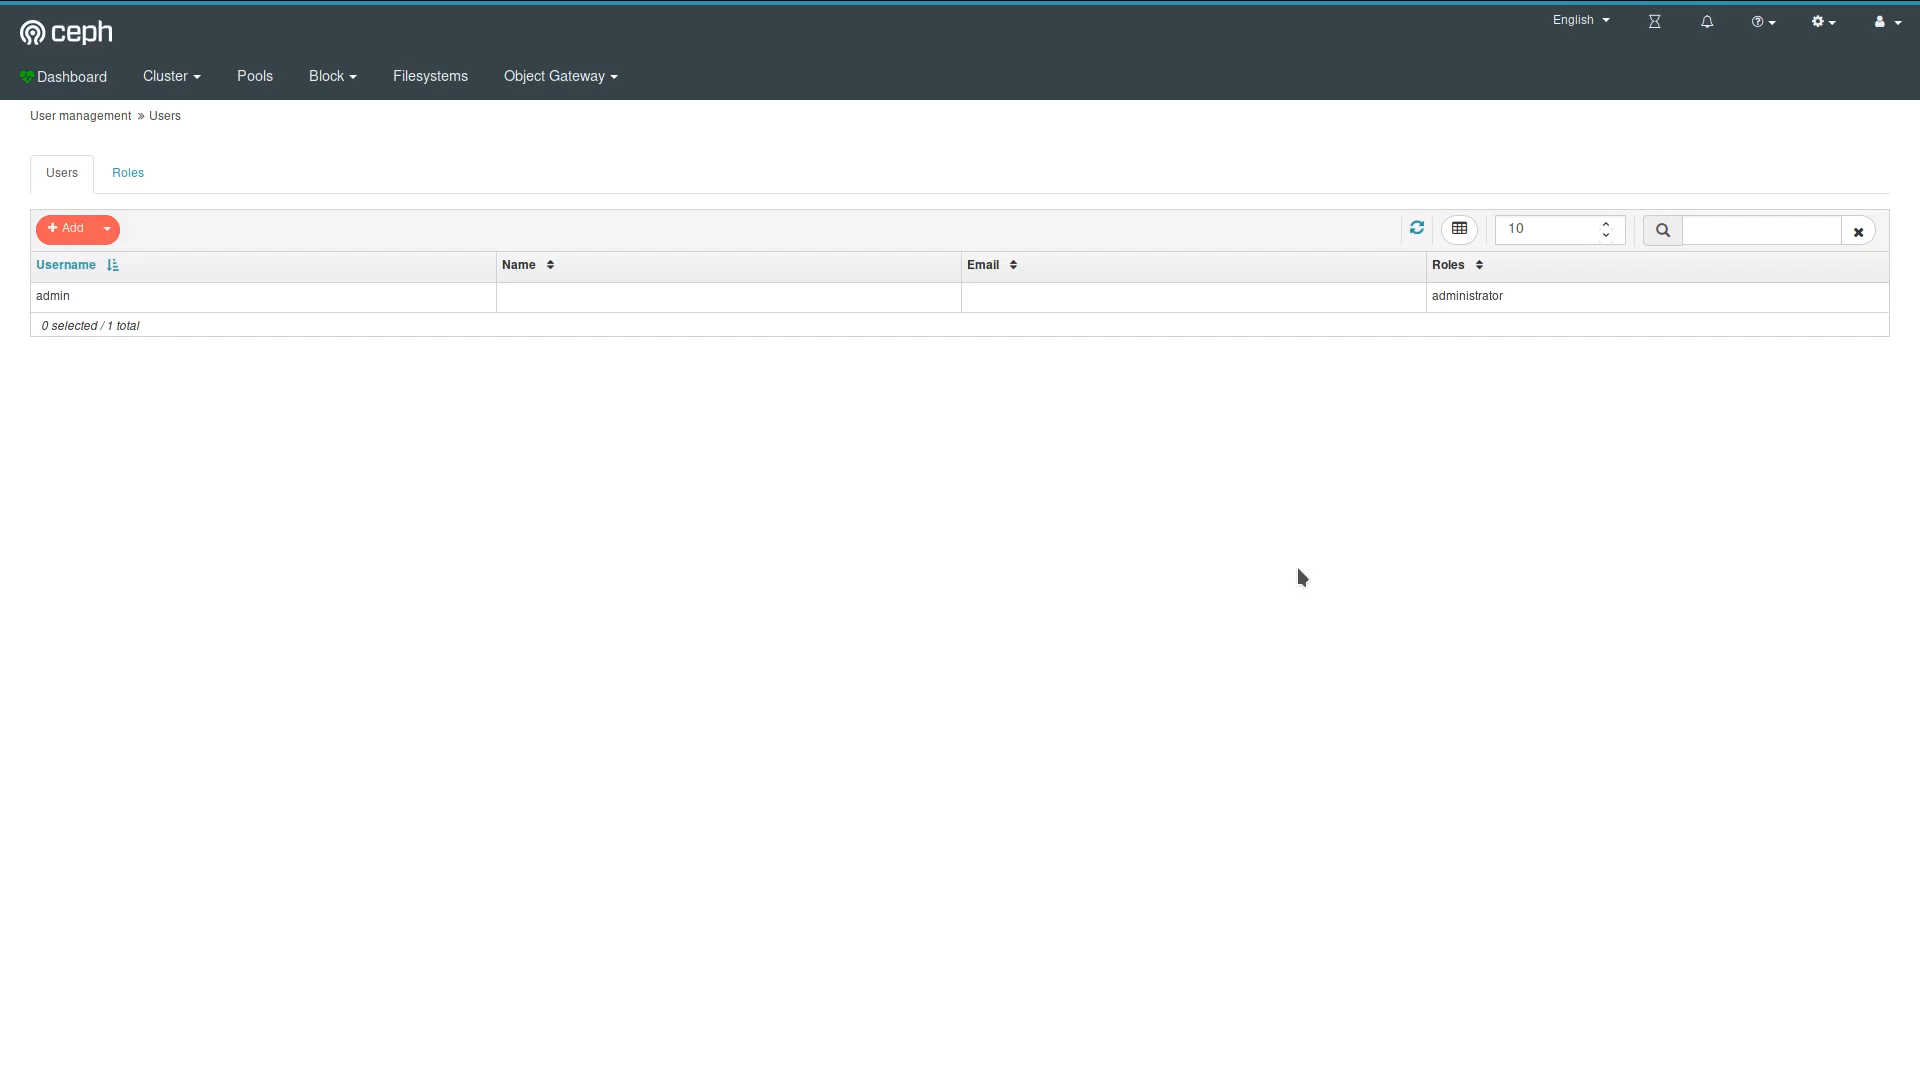 ceph
English
Dashboard Cluster Pools Block Filesystems Object Gateway
User management » Users
Users Roles
+ Add 10
Username Name Email Roles
admin administrator
0 selected / 1 total